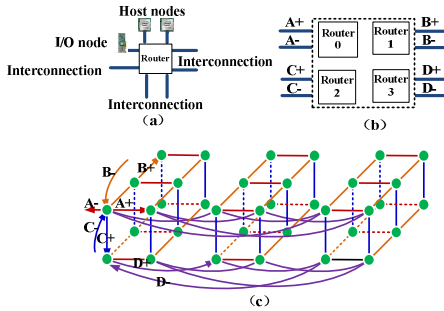 Host nodes
I/O node
Router
Interconnection
Interconnection
Interconnection
(a)
A+
A-
C+
C-
Router
0
Router
1
Router
2
Router
3
B+
B-
D+
D-
(b)
B-
B+
A-
A+
C-
C+
D+
D-
(c)